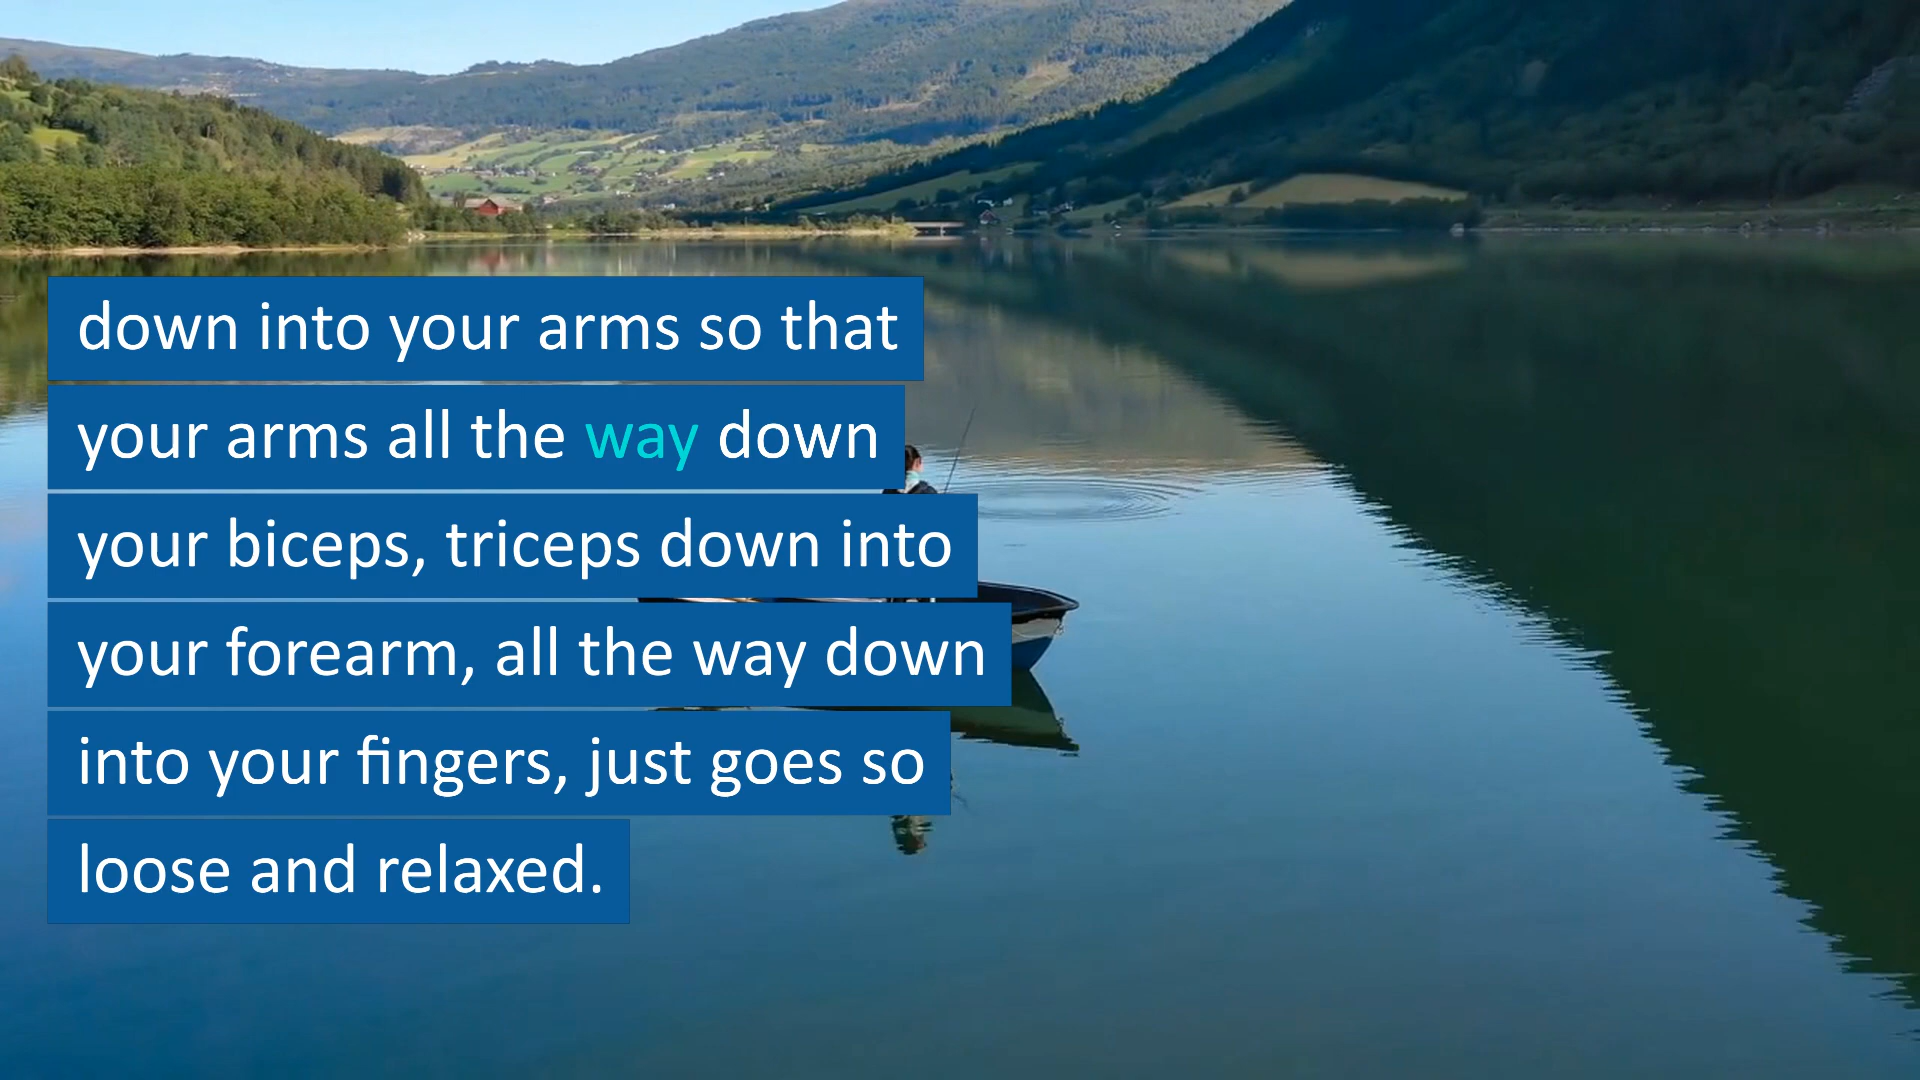 down into your arms so that
your arms all the way down
your biceps, triceps down into
your forearm, all the way down
into your fingers, just goes so
loose and relaxed.